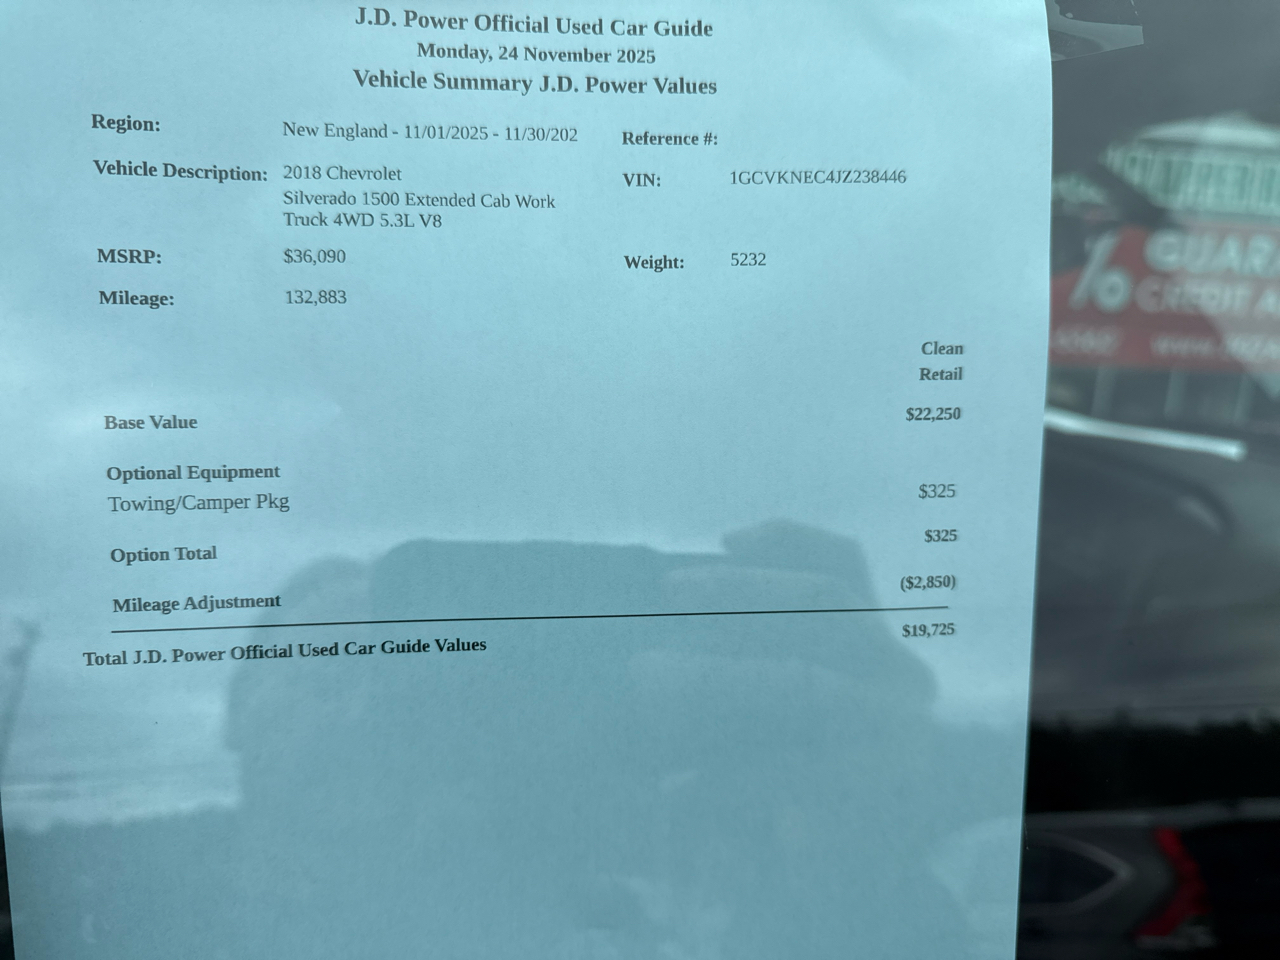 J.D. Power Official Used Car Guide
Monday, 24 November 2025
Vehicle Summary J.D. Power Values
Region: New England - 11/01/2025 - 11/30/202 Reference #:
Vehicle Description: 2018 Chevrolet VIN: 1GCVKNEC4JZ238446
Silverado 1500 Extended Cab Work
Truck 4WD 5.3L V8
MSRP: $36,090 Weight: 5232
Mileage: 132,883
Clean
Retail
Base Value $22,250
Optional Equipment
Towing/Camper Pkg $325
Option Total $325
Mileage Adjustment ($2,850)
Total J.D. Power Official Used Car Guide Values $19,725
%
CREDIT